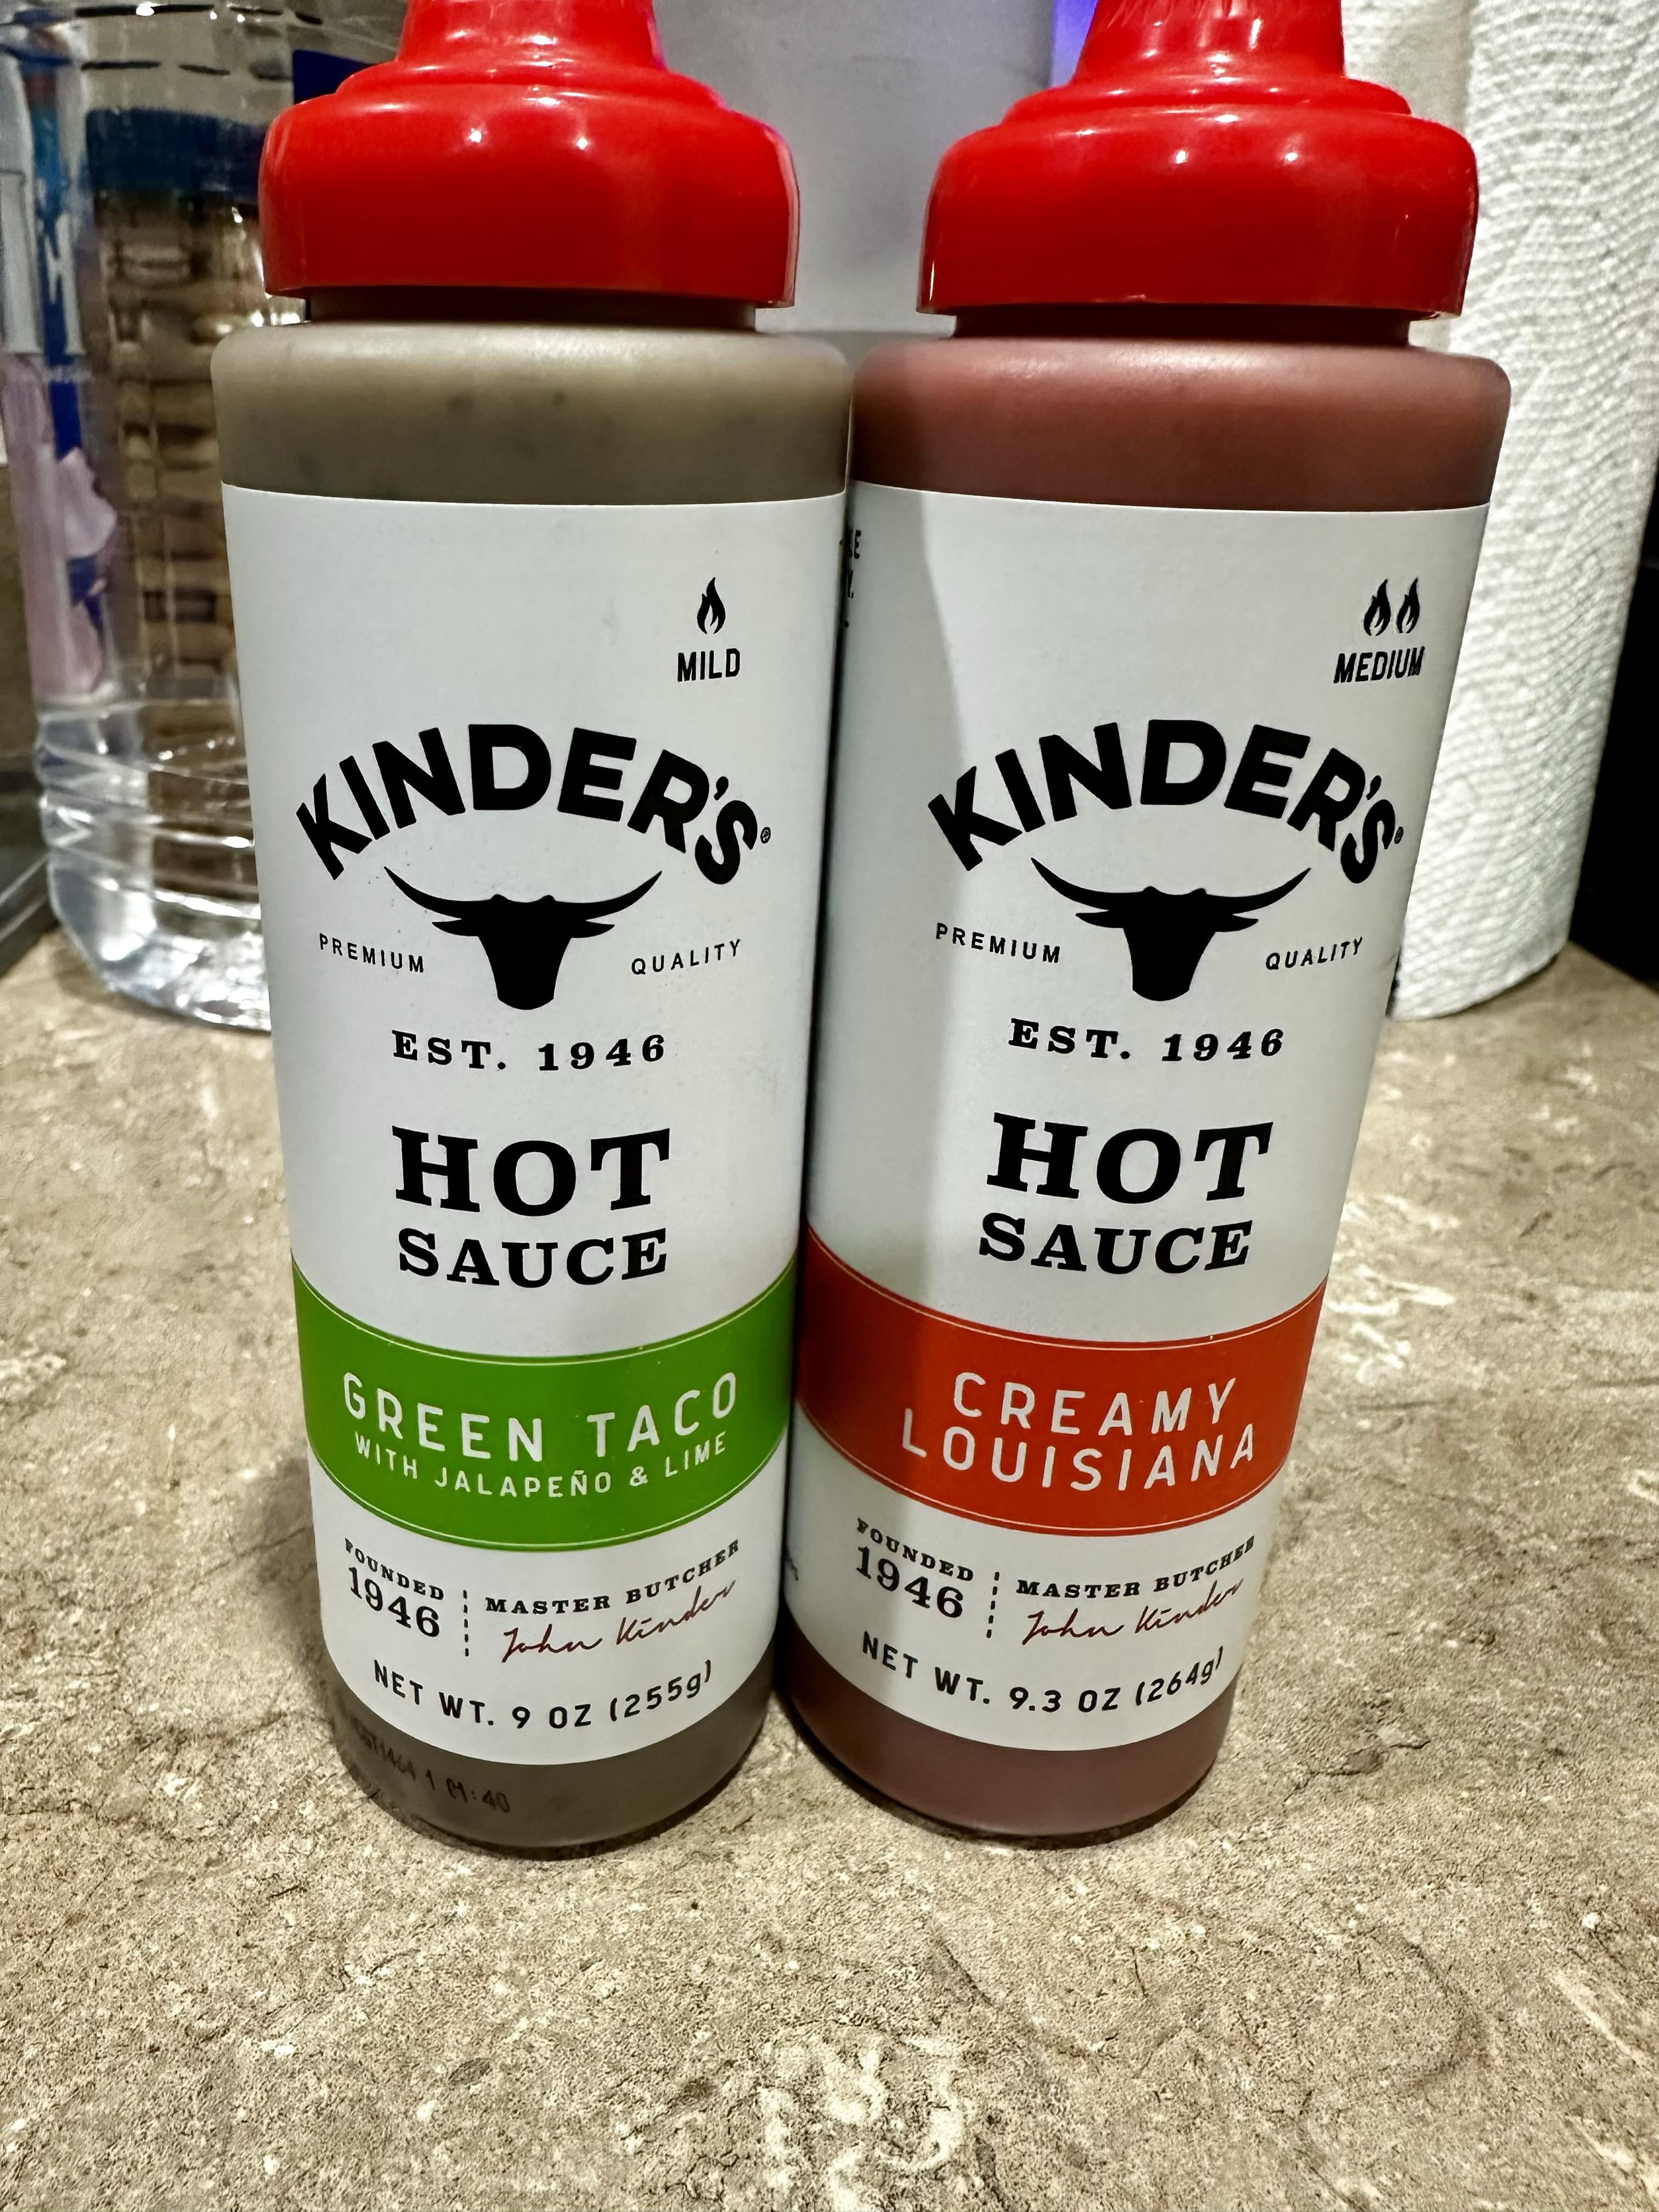 MILD
KINDER'S®
PREMIUM QUALITY
EST. 1946
HOT
SAUCE
GREEN TACO
WITH JALAPEÑO & LIME
FOUNDED
1946
MASTER BUTCHER
John Kinder
NET WT. 9 OZ (255g)
MEDIUM
KINDER'S®
PREMIUM QUALITY
EST. 1946
HOT
SAUCE
CREAMY
LOUISIANA
FOUNDED
1946
MASTER BUTCHER
John Kinder
NET WT. 9.3 OZ (264g)